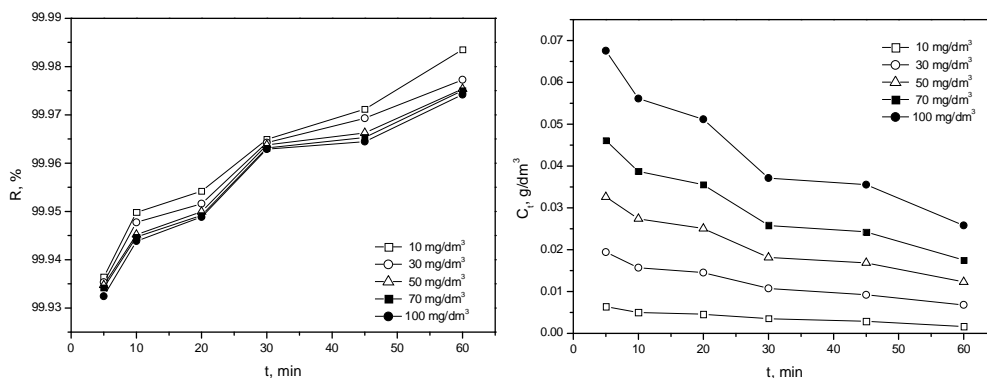 99.99
99.98
99.97
99.96
99.95
99.94
99.93
R, %
10 mg/dm³
30 mg/dm³
50 mg/dm³
70 mg/dm³
100 mg/dm³
0 10 20 30 40 50 60
t, min
0.07
0.06
0.05
0.04
0.03
0.02
0.01
0.00
Cₜ, g/dm³
10 mg/dm³
30 mg/dm³
50 mg/dm³
70 mg/dm³
100 mg/dm³
0 10 20 30 40 50 60
t, min